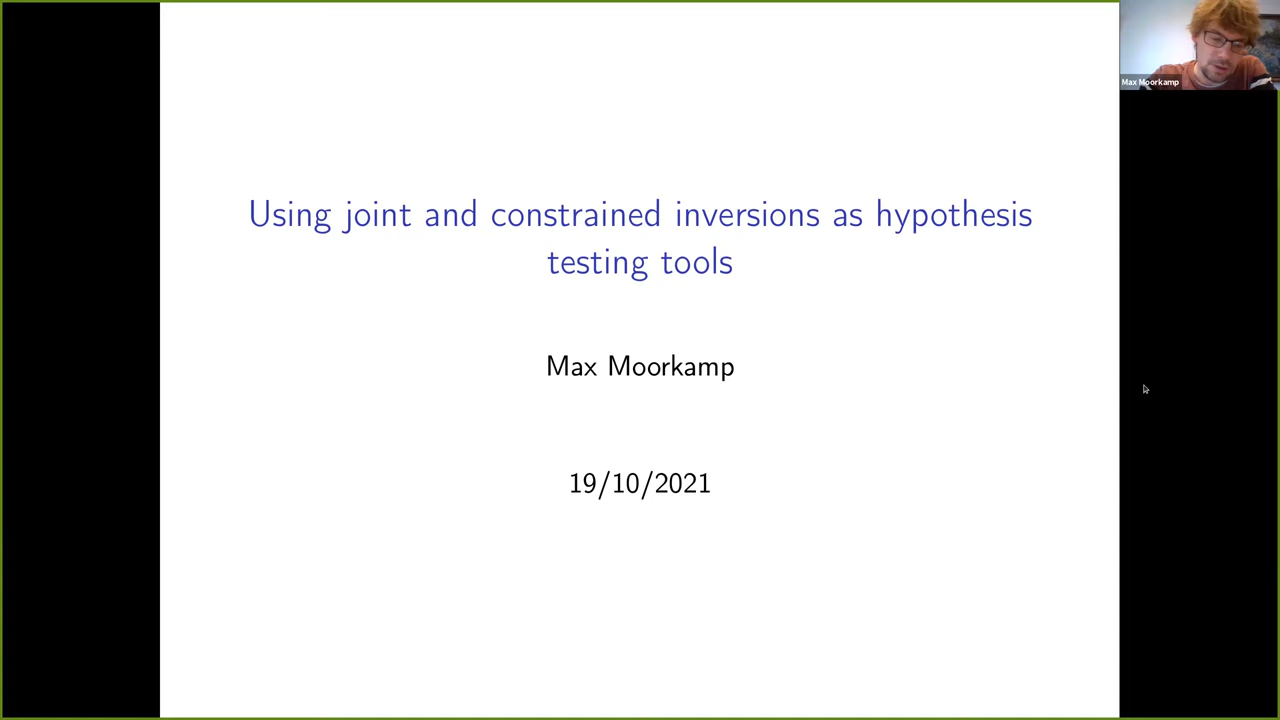 Using joint and constrained inversions as hypothesis
testing tools
Max Moorkamp
19/10/2021
Max Moorkamp